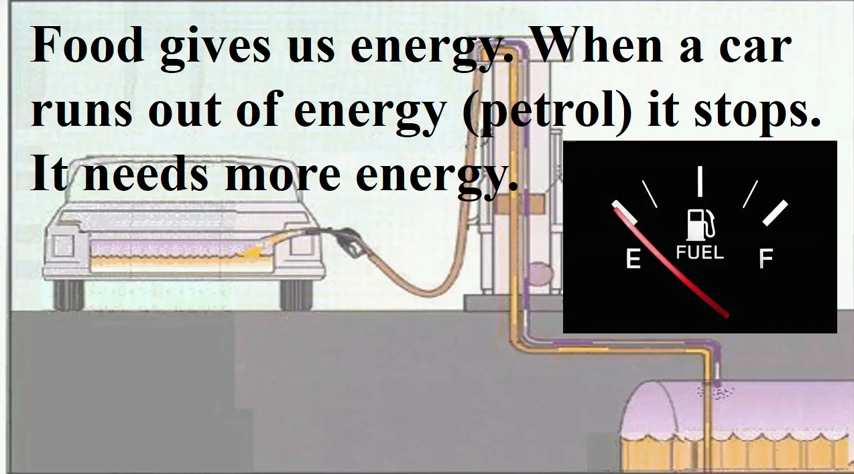 Food gives us energy. When a car
runs out of energy (petrol) it stops.
It needs more energy.
FUEL
E F